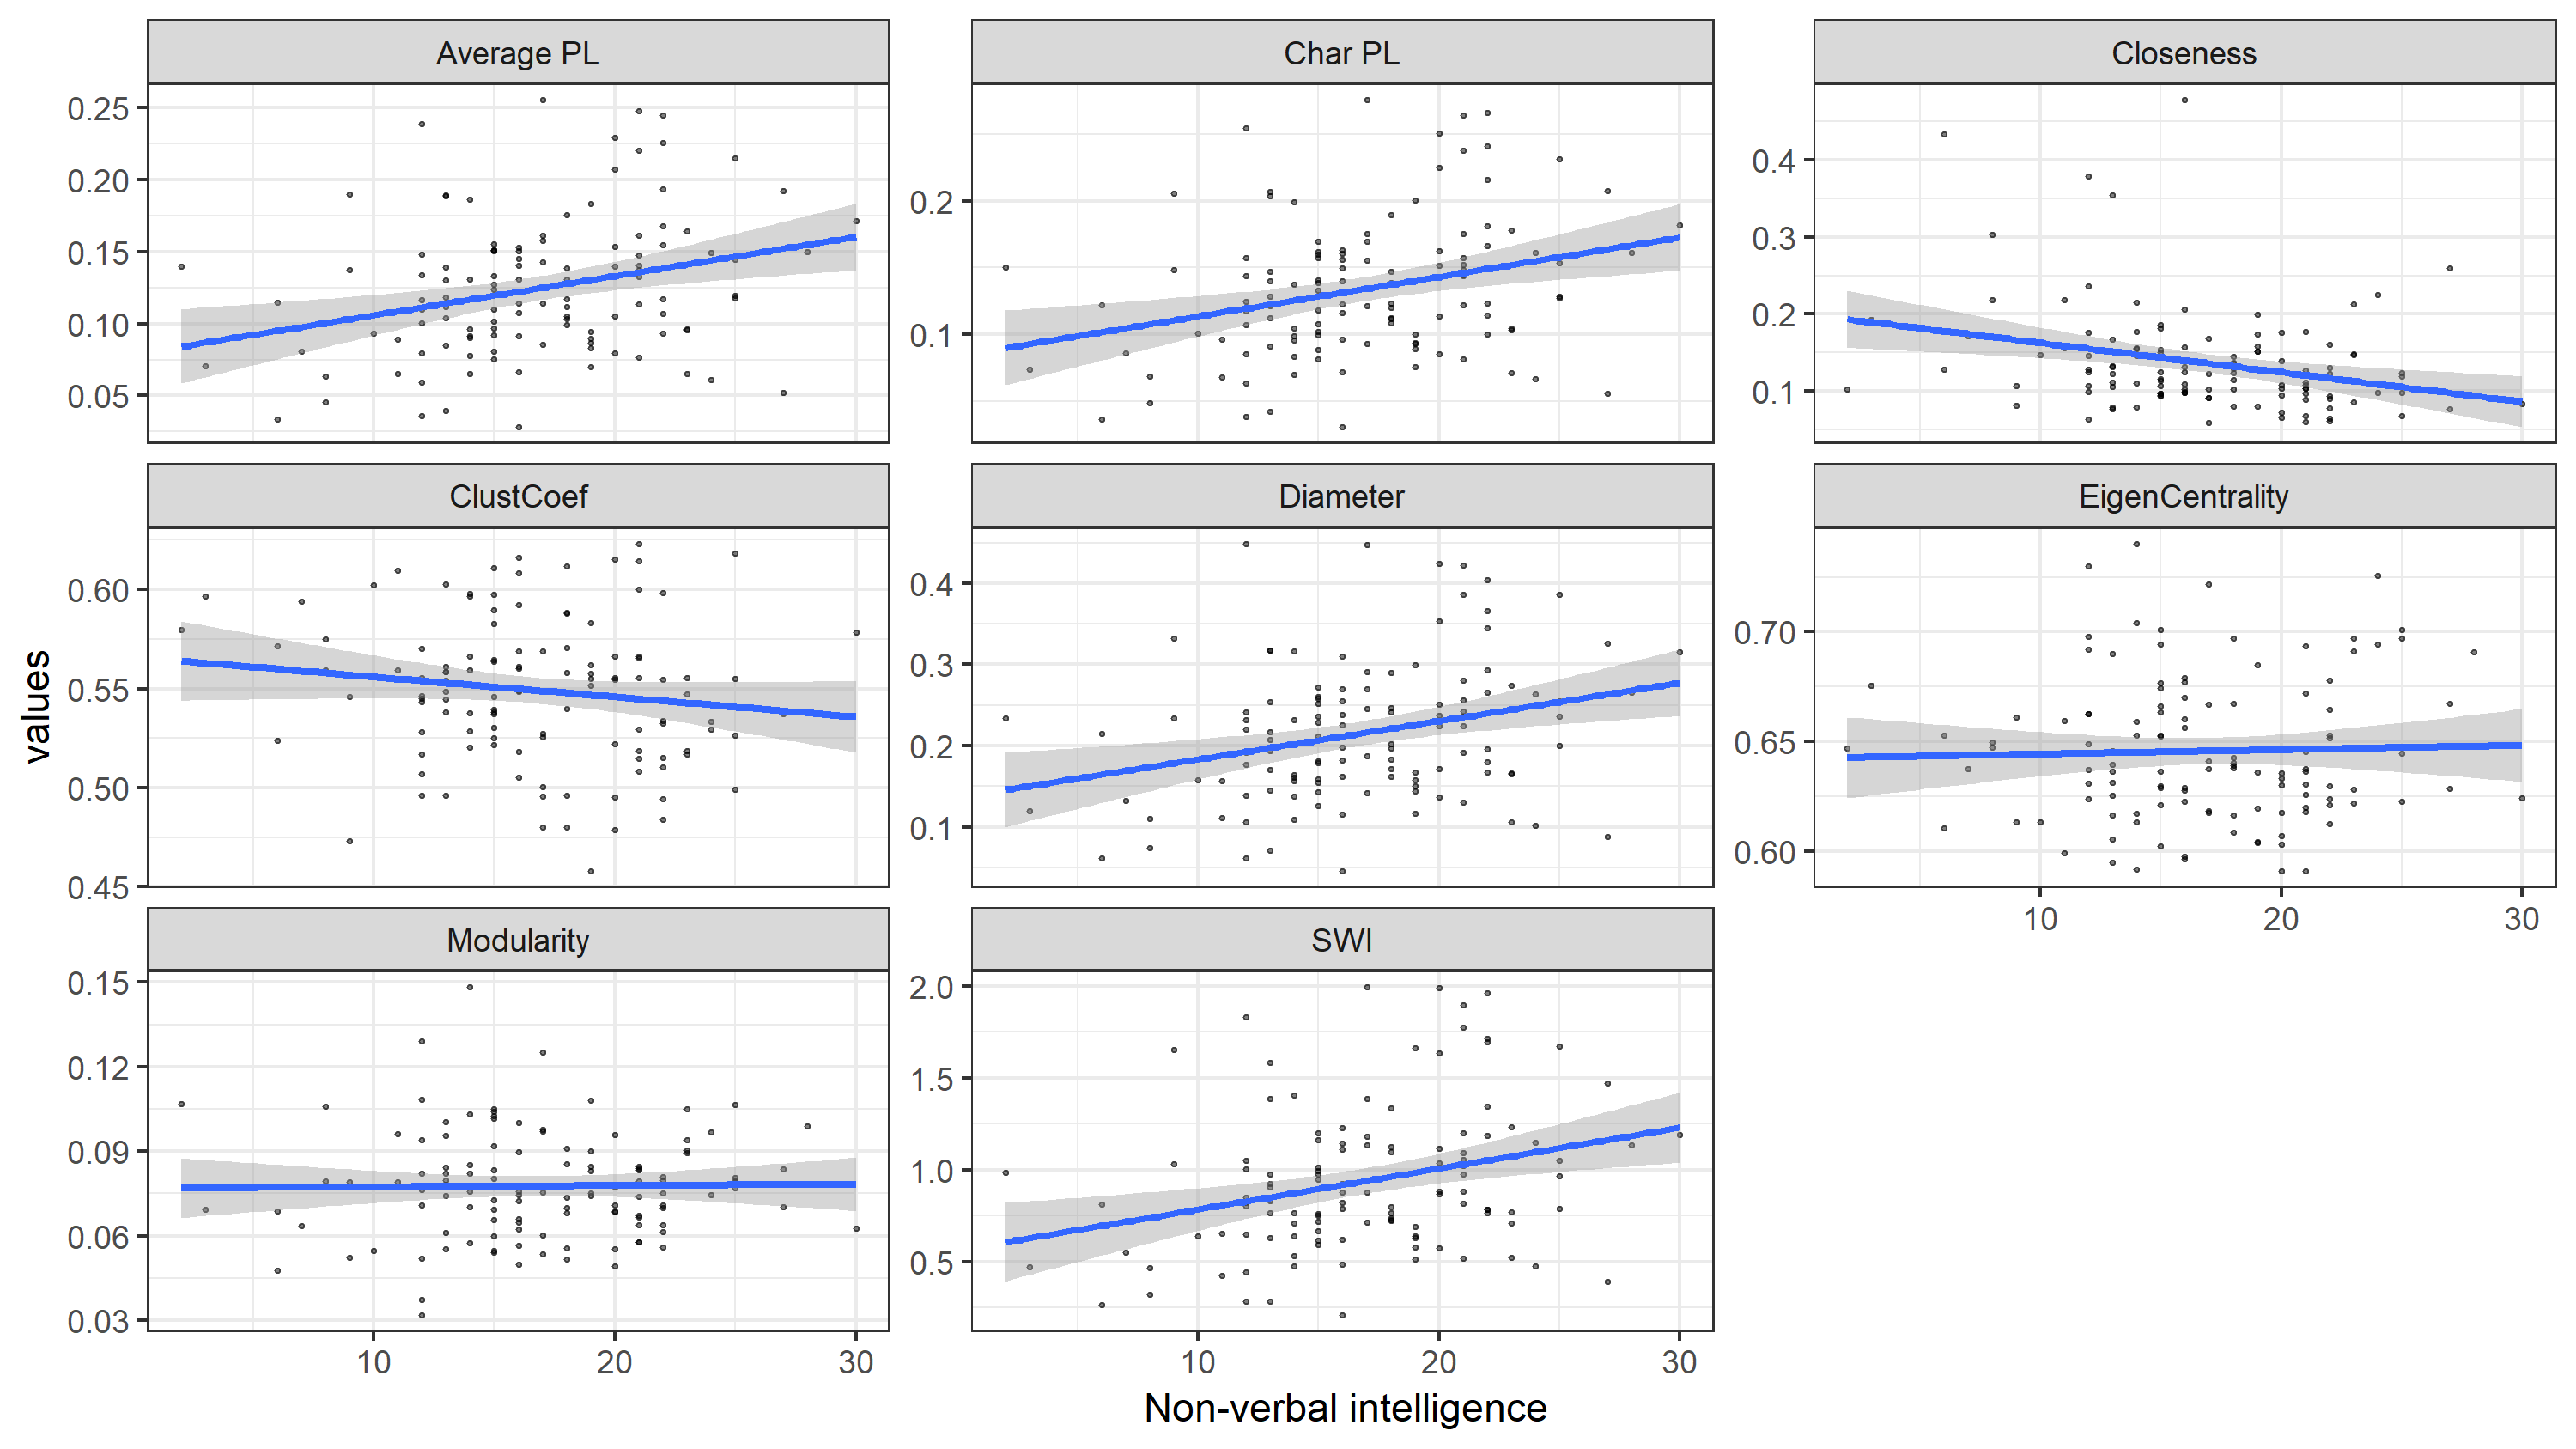 Average PL
Char PL
Closeness
0.25
0.20
0.15
0.10
0.05
0.2
0.1
0.4
0.3
0.2
0.1
ClustCoef
Diameter
EigenCentrality
0.60
0.55
0.50
0.45
0.4
0.3
0.2
0.1
0.70
0.65
0.60
10 20 30
values
Modularity
SWI
0.15
0.12
0.09
0.06
0.03
2.0
1.5
1.0
0.5
10 20 30
10 20 30
Non-verbal intelligence